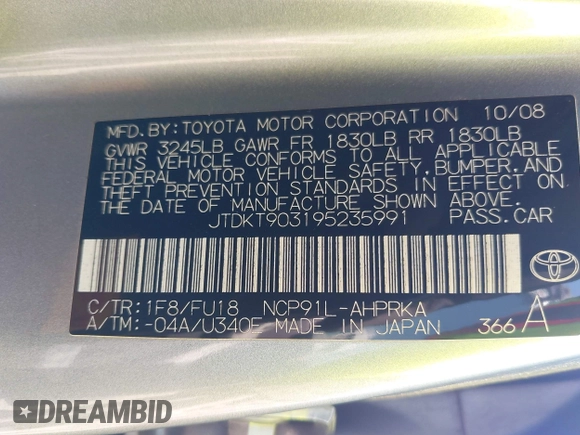 MFD.BY:TOYOTA MOTOR CORPORATION 10/08
GVWR 3245LB GAWR FR 1830LB RR 1830LB
THIS VEHICLE CONFORMS TO ALL APPLICABLE
FEDERAL MOTOR VEHICLE SAFETY,BUMPER,AND
THEFT PREVENTION STANDARDS IN EFFECT ON
THE DATE OF MANUFACTURE SHOWN ABOVE.
JTDKT903195235991 PASS.CAR
C/TR:1F8/FU18 NCP91L-AHPRKA
A/TM:-04A/U340E MADE IN JAPAN 366 A
DREAMBID